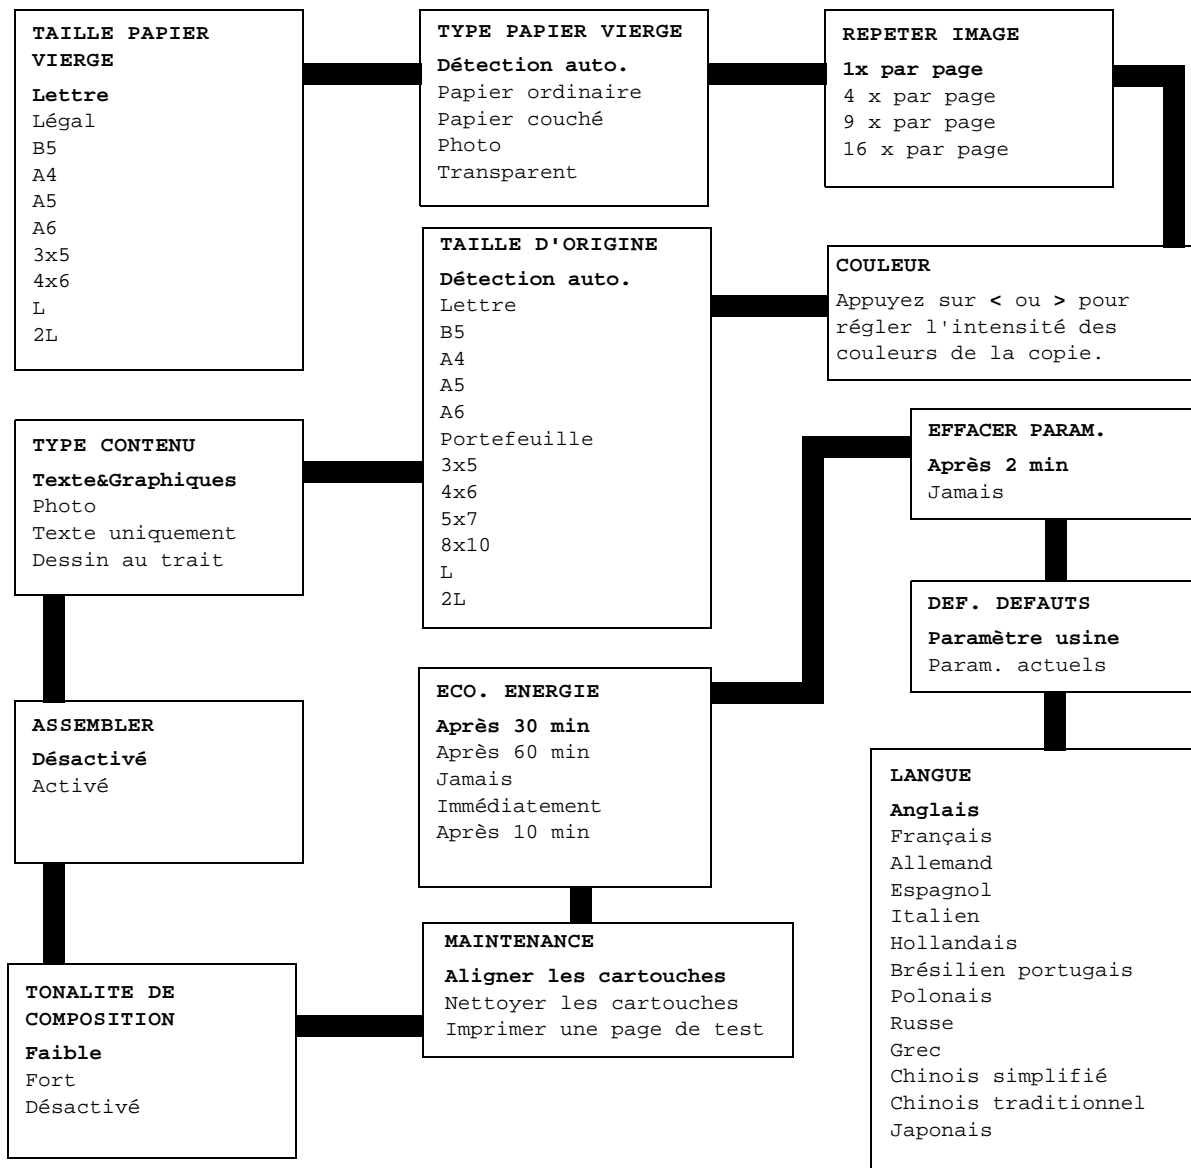 TAILLE PAPIER
VIERGE
Lettre
Légal
B5
A4
A5
A6
3x5
4x6
L
2L
TYPE PAPIER VIERGE
Détection auto.
Papier ordinaire
Papier couché
Photo
Transparent
REPETER IMAGE
1x par page
4 x par page
9 x par page
16 x par page
COULEUR
Appuyez sur < ou > pour
régler l'intensité des
couleurs de la copie.
TAILLE D'ORIGINE
Détection auto.
Lettre
B5
A4
A5
A6
Portefeuille
3x5
4x6
5x7
8x10
L
2L
TYPE CONTENU
Texte&Graphiques
Photo
Texte uniquement
Dessin au trait
ASSEMBLER
Désactivé
Activé
TONALITE DE
COMPOSITION
Faible
Fort
Désactivé
MAINTENANCE
Aligner les cartouches
Nettoyer les cartouches
Imprimer une page de test
ECO. ENERGIE
Après 30 min
Après 60 min
Jamais
Immédiatement
Après 10 min
EFFACER PARAM.
Après 2 min
Jamais
DEF. DEFAUTS
Paramètre usine
Param. actuels
LANGUE
Anglais
Français
Allemand
Espagnol
Italien
Hollandais
Brésilien portugais
Polonais
Russe
Grec
Chinois simplifié
Chinois traditionnel
Japonais